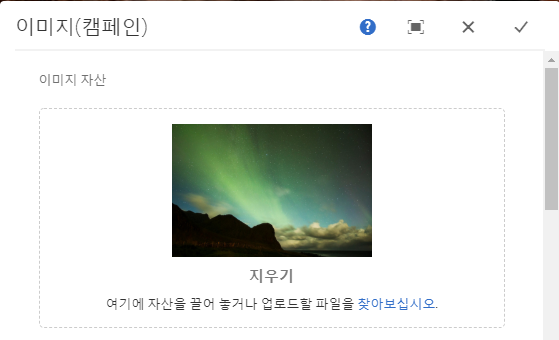 이미지(캠페인)
이미지 자산
지우기
여기에 자산을 끌어 놓거나 업로드할 파일을 찾아보십시오.